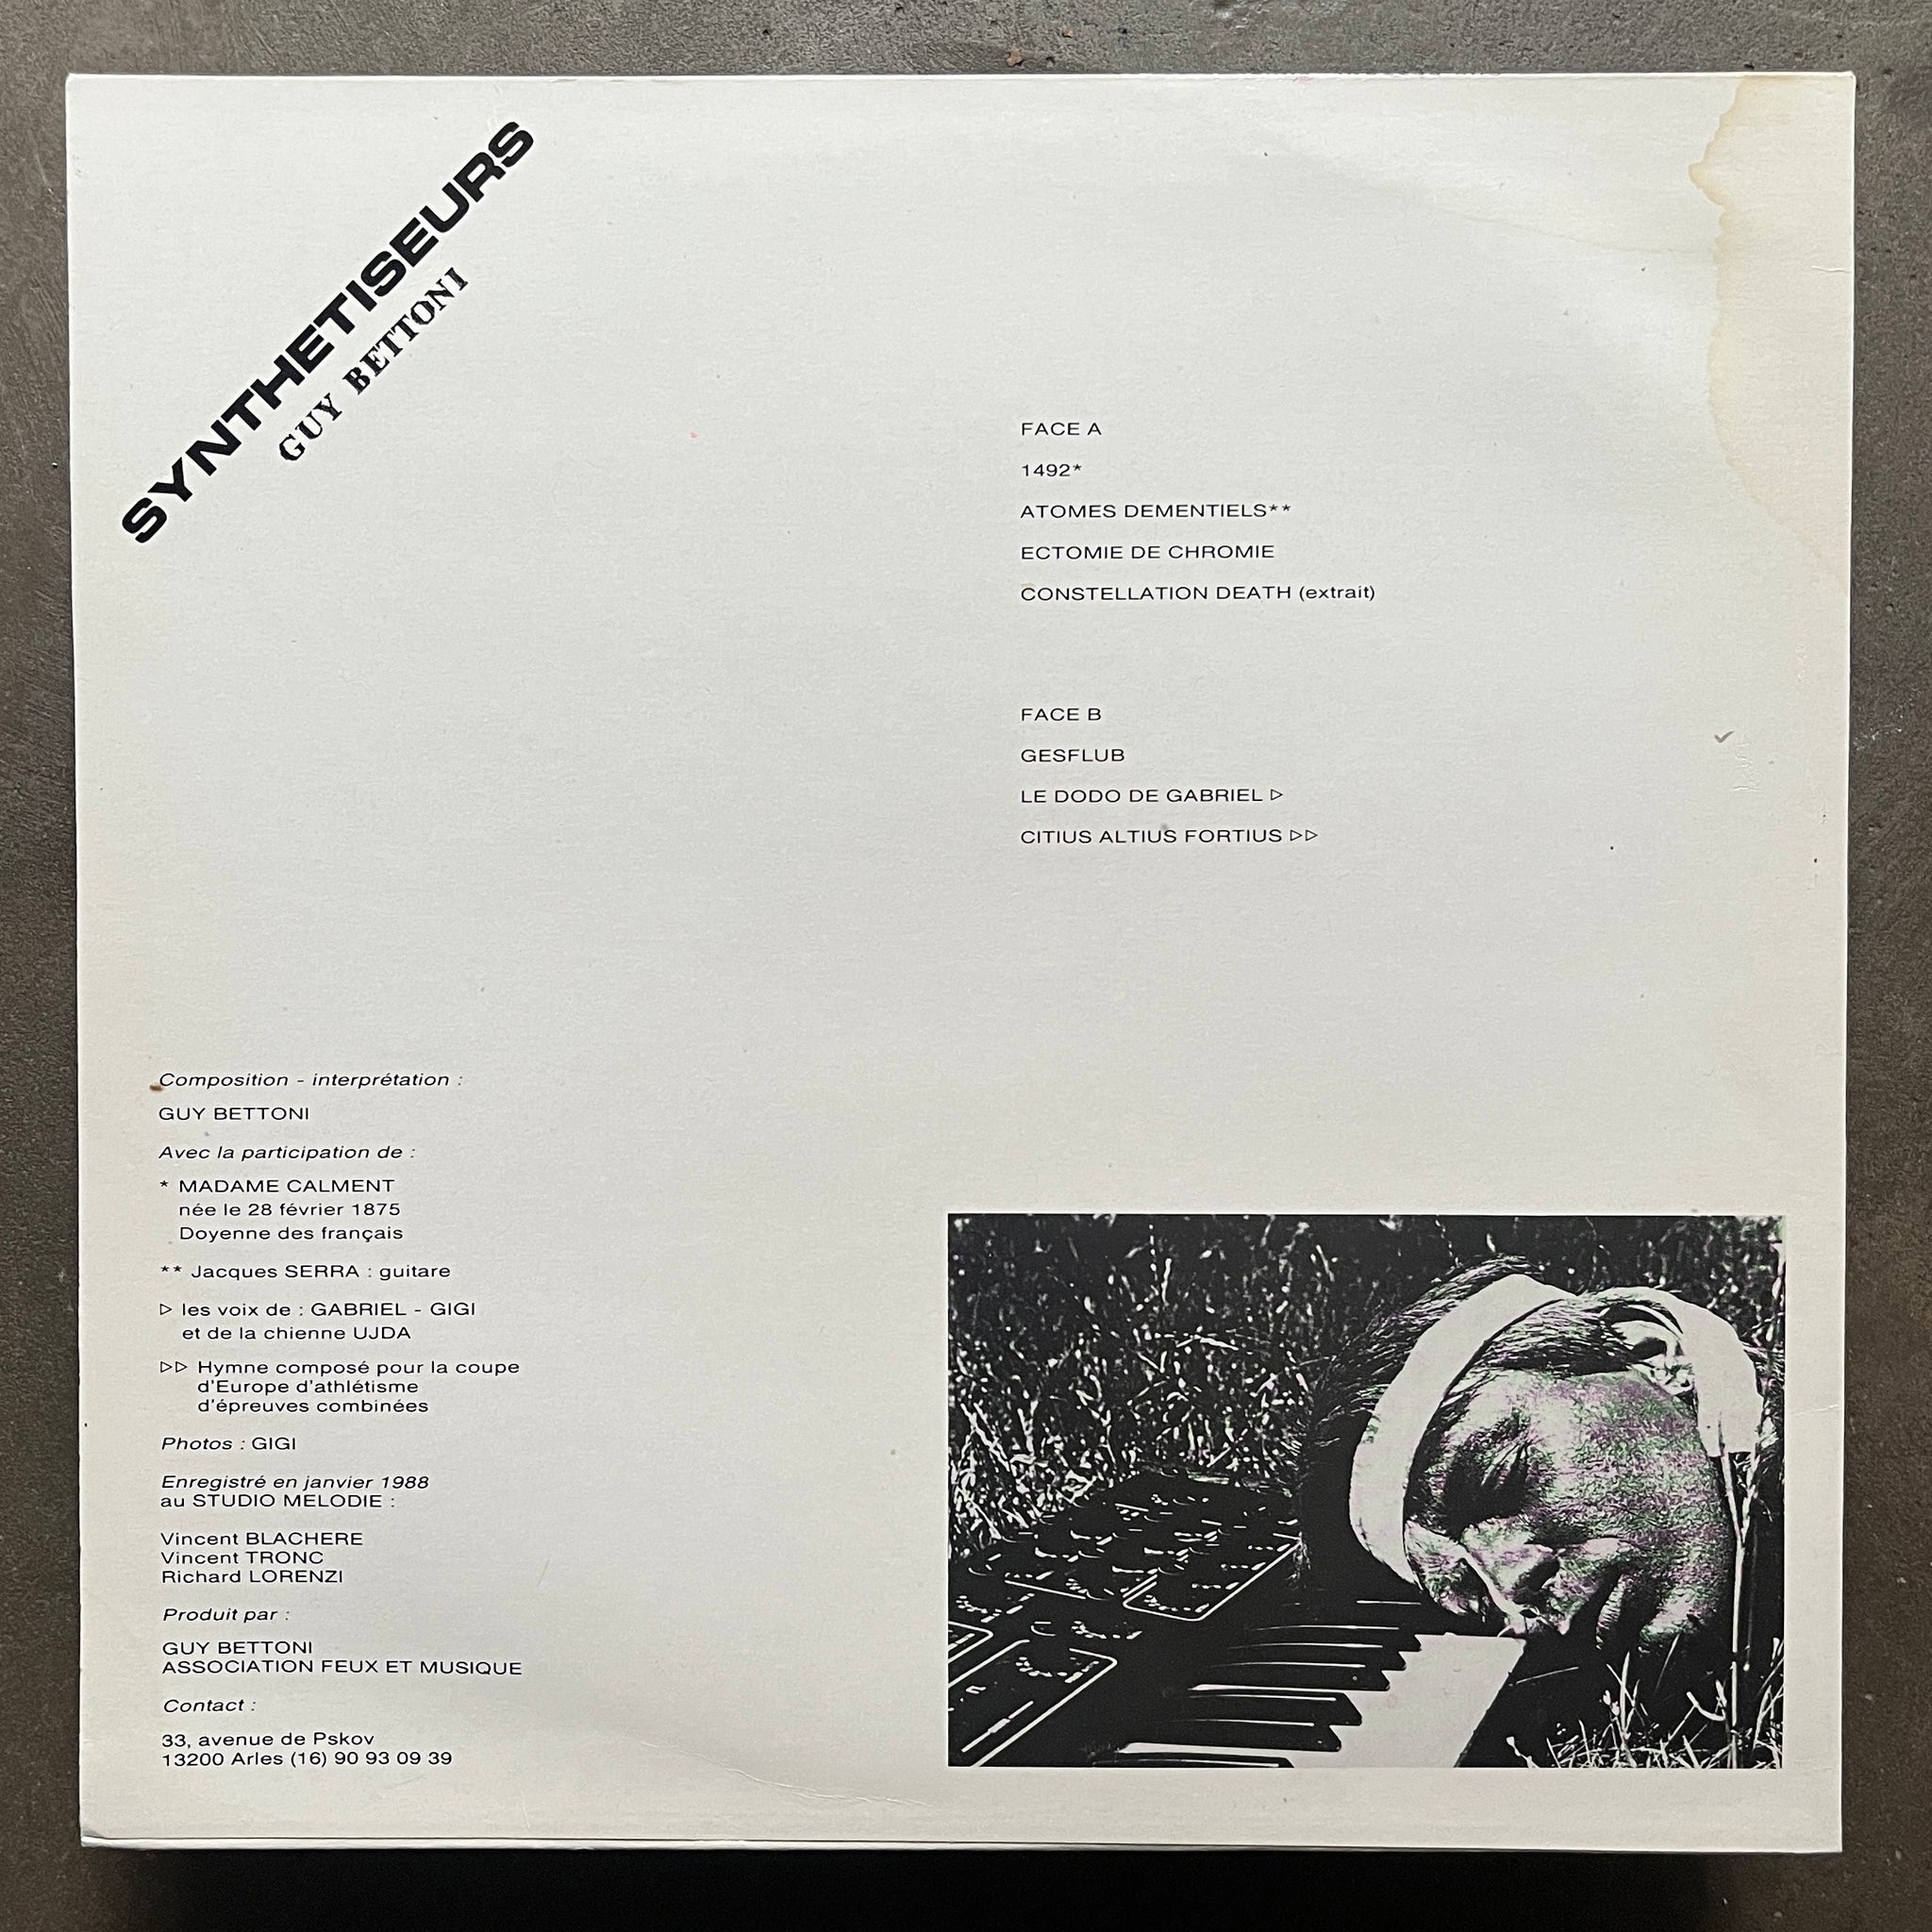 SYNTHETISEURS
GUY BETTONI
FACE A
1492*
ATOMES DEMENTIELS**
ECTOMIE DE CHROMIE
CONSTELLATION DEATH (extrait)
FACE B
GESFLUB
LE DODO DE GABRIEL ▷
CITIUS ALTIUS FORTIUS ▷▷
Composition - interprétation :
GUY BETTONI
Avec la participation de :
* MADAME CALMENT
née le 28 février 1875
Doyenne des français
** Jacques SERRA : guitare
▷ les voix de : GABRIEL - GIGI
et de la chienne UJDA
▷▷ Hymne composé pour la coupe
d'Europe d'athlétisme
d'épreuves combinées
Photos : GIGI
Enregistré en janvier 1988
au STUDIO MELODIE :
Vincent BLACHERE
Vincent TRONC
Richard LORENZI
Produit par :
GUY BETTONI
ASSOCIATION FEUX ET MUSIQUE
Contact :
33, avenue de Pskov
13200 Arles (16) 90 93 09 39